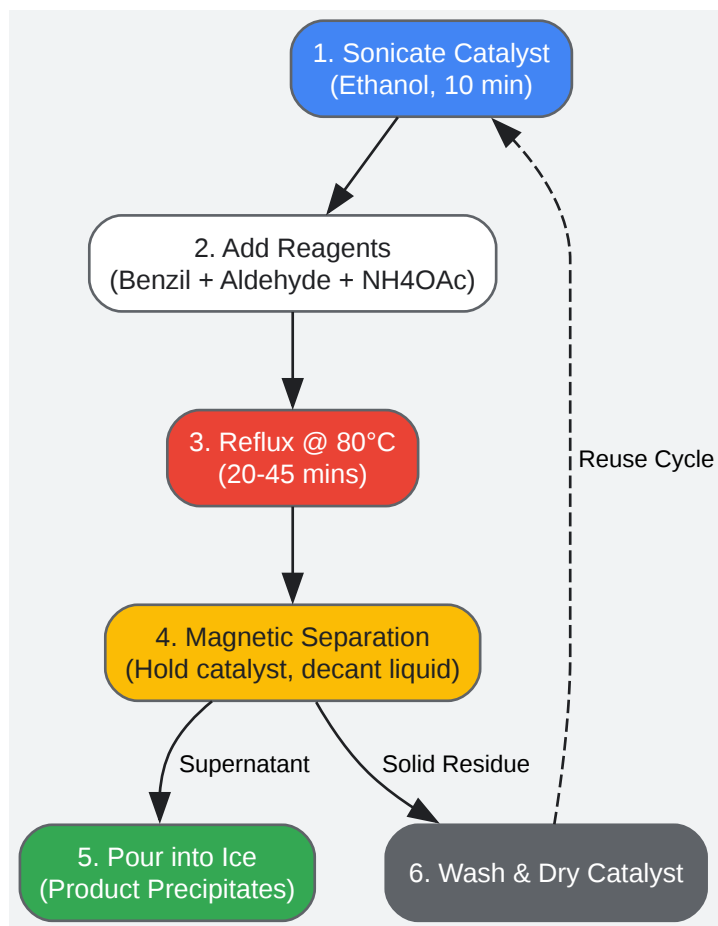 1. Sonicate Catalyst
(Ethanol, 10 min)
2. Add Reagents
(Benzil + Aldehyde + NH4OAc)
3. Reflux @ 80°C
(20-45 mins)
Reuse Cycle
4. Magnetic Separation
(Hold catalyst, decant liquid)
Supernatant
Solid Residue
5. Pour into Ice
(Product Precipitates)
6. Wash & Dry Catalyst